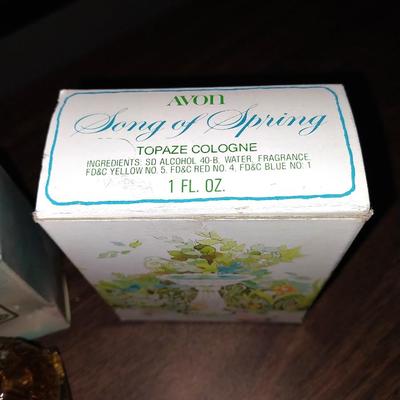 AVON
Song of Spring
TOPAZE COLOGNE
INGREDIENTS: SD ALCOHOL 40-B, WATER, FRAGRANCE,
FD&C YELLOW NO. 5, FD&C RED NO. 4, FD&C BLUE NO. 1
1 FL. OZ.